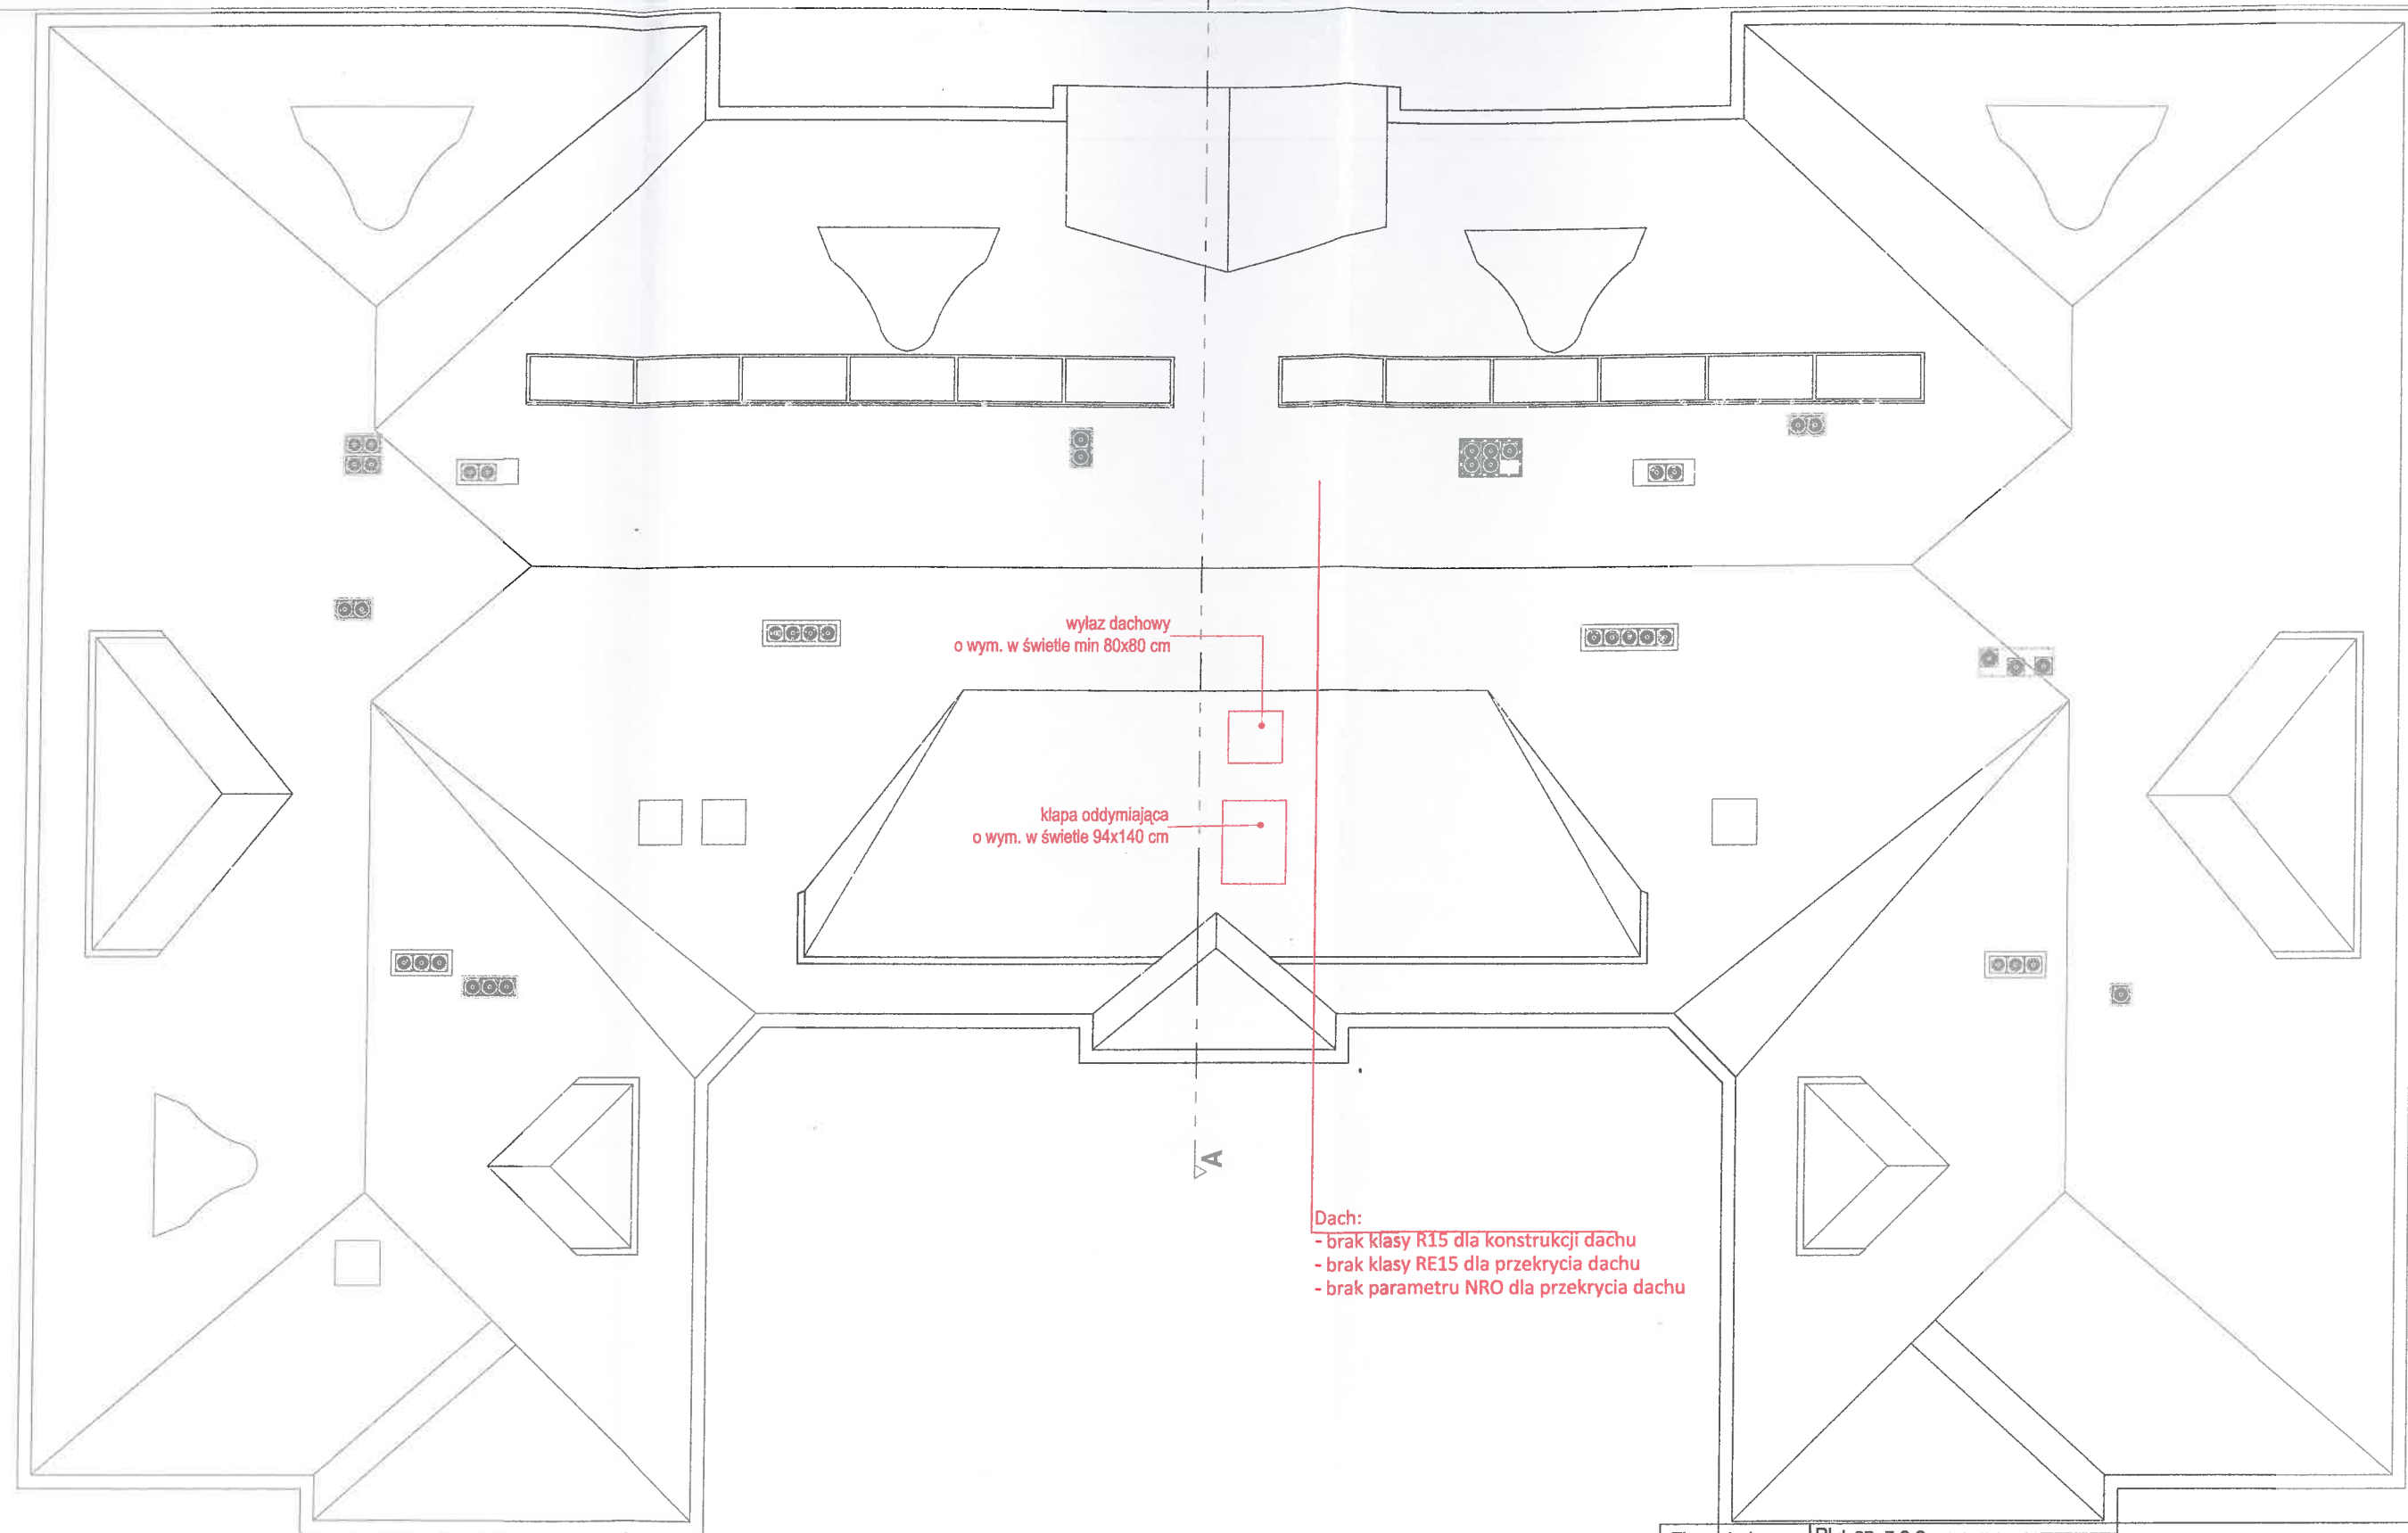 wyłaz dachowy
o wym. w świetle min 80x80 cm
klapa oddymiająca
o wym. w świetle 94x140 cm
A
Dach:
- brak klasy R15 dla konstrukcji dachu
- brak klasy RE15 dla przekrycia dachu
- brak parametru NRO dla przekrycia dachu